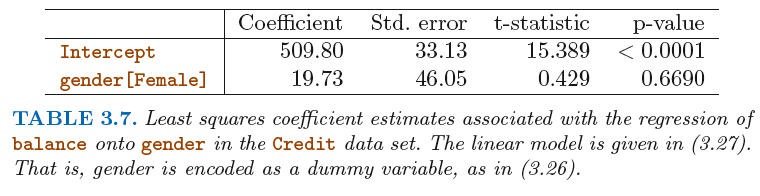 Coefficient Std. error t-statistic p-value
Intercept 509.80 33.13 15.389 < 0.0001
gender[Female] 19.73 46.05 0.429 0.6690
TABLE 3.7. Least squares coefficient estimates associated with the regression of
balance onto gender in the Credit data set. The linear model is given in (3.27).
That is, gender is encoded as a dummy variable, as in (3.26).